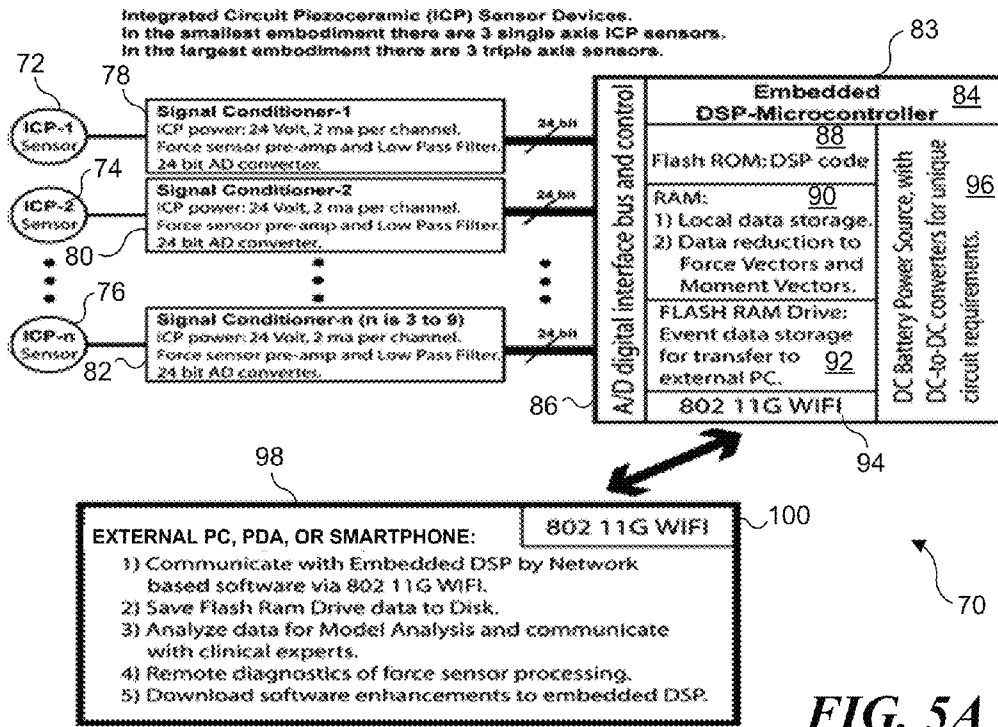 Integrated Circuit Piezoceramic (ICP) Sensor Devices.
In the smallest embodiment there are 3 single axis ICP sensors.
In the largest embodiment there are 3 triple axis sensors.
83
72
78
ICP-1
Sensor
Signal Conditioner-1
ICP power: 24 Volt, 2 ma per channel.
Force sensor pre-amp and Low Pass Filter.
24 bit AD converter.
24 bit
74
ICP-2
Sensor
80
Signal Conditioner-2
ICP power: 24 Volt, 2 ma per channel.
Force sensor pre-amp and Low Pass Filter.
24 bit AD converter.
24 bit
76
ICP-n
Sensor
82
Signal Conditioner-n (n is 3 to 9)
ICP power: 24 Volt, 2 ma per channel.
Force sensor pre-amp and Low Pass Filter.
24 bit AD converter.
24 bit
86
A/D digital interface bus and control
Embedded
DSP-Microcontroller
84
88
Flash ROM: DSP code
RAM:
90
1) Local data storage.
2) Data reduction to
Force Vectors and
Moment Vectors.
FLASH RAM Drive:
Event data storage
for transfer to
external PC.
92
802 11G WIFI
94
DC Battery Power Source, with
DC-to-DC converters for unique
circuit requirements.
96
98
802 11G WIFI
100
EXTERNAL PC, PDA, OR SMARTPHONE:
1) Communicate with Embedded DSP by Network
based software via 802 11G WIFI.
2) Save Flash Ram Drive data to Disk.
3) Analyze data for Model Analysis and communicate
with clinical experts.
4) Remote diagnostics of force sensor processing.
5) Download software enhancements to embedded DSP.
70
FIG. 5A